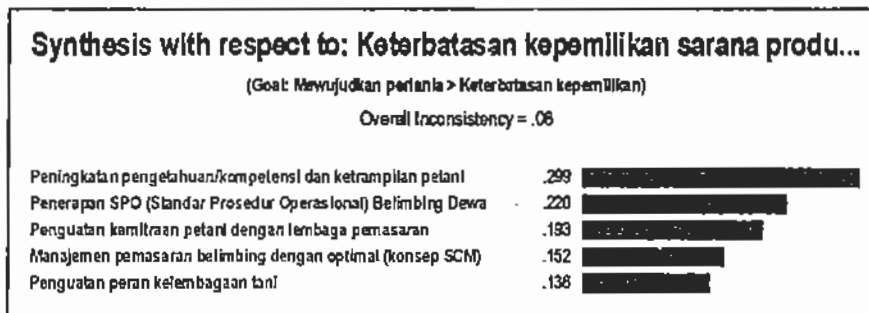 Synthesis with respect to: Keterbatasan kepemilikan sarana produ...
(Goal: Mewujudkan pertania > Keterbatasan kepemilikan)
Overall Inconsistency = .06
Peningkatan pengetahuan/kompetensi dan ketrampilan petani .299
Penerapan SPO (Standar Prosedur Operasional) Belimbing Dewa .220
Penguatan kemitraan petani dengan lembaga pemasaran .193
Manajemen pemasaran belimbing dengan optimal (konsep SCM) .152
Penguatan peran kelembagaan tani .136